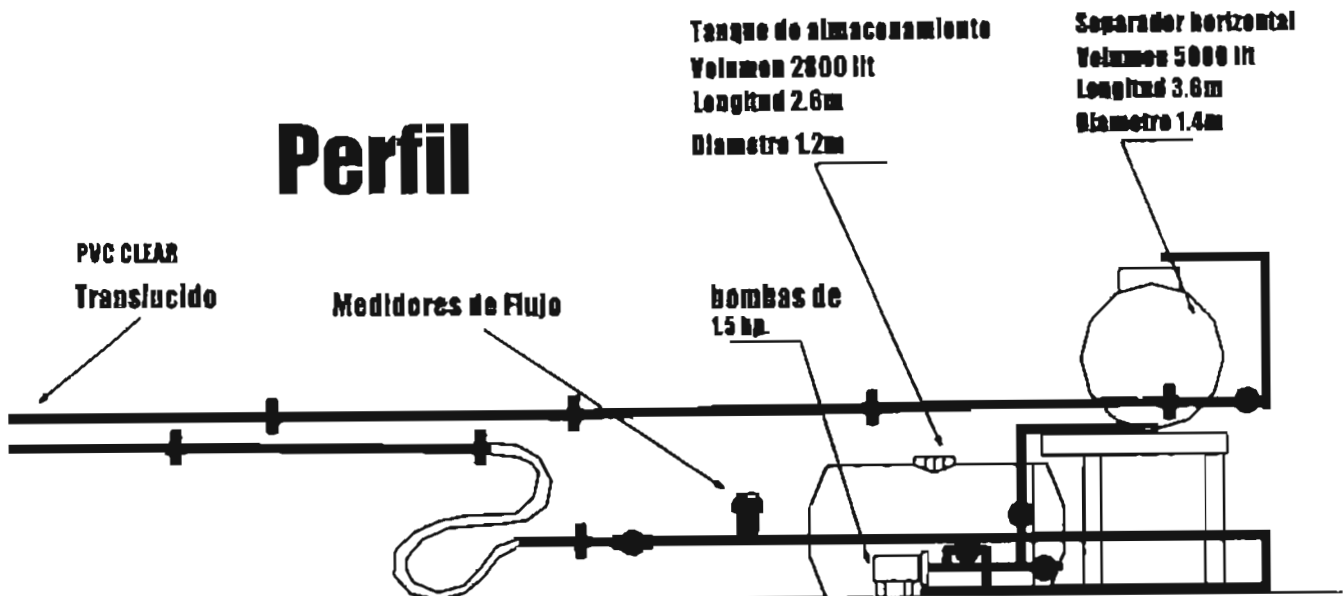 Tanque de almacenamiento
Volumen 2800 lit
Longitud 2.6m
Diametro 1.2m
Separador horizontal
Volumen 5000 lit
Longitud 3.6m
Diametro 1.4m
Perfil
PVC CLEAR
Translucido
Medidores de Flujo
bombas de
1.5 hp.